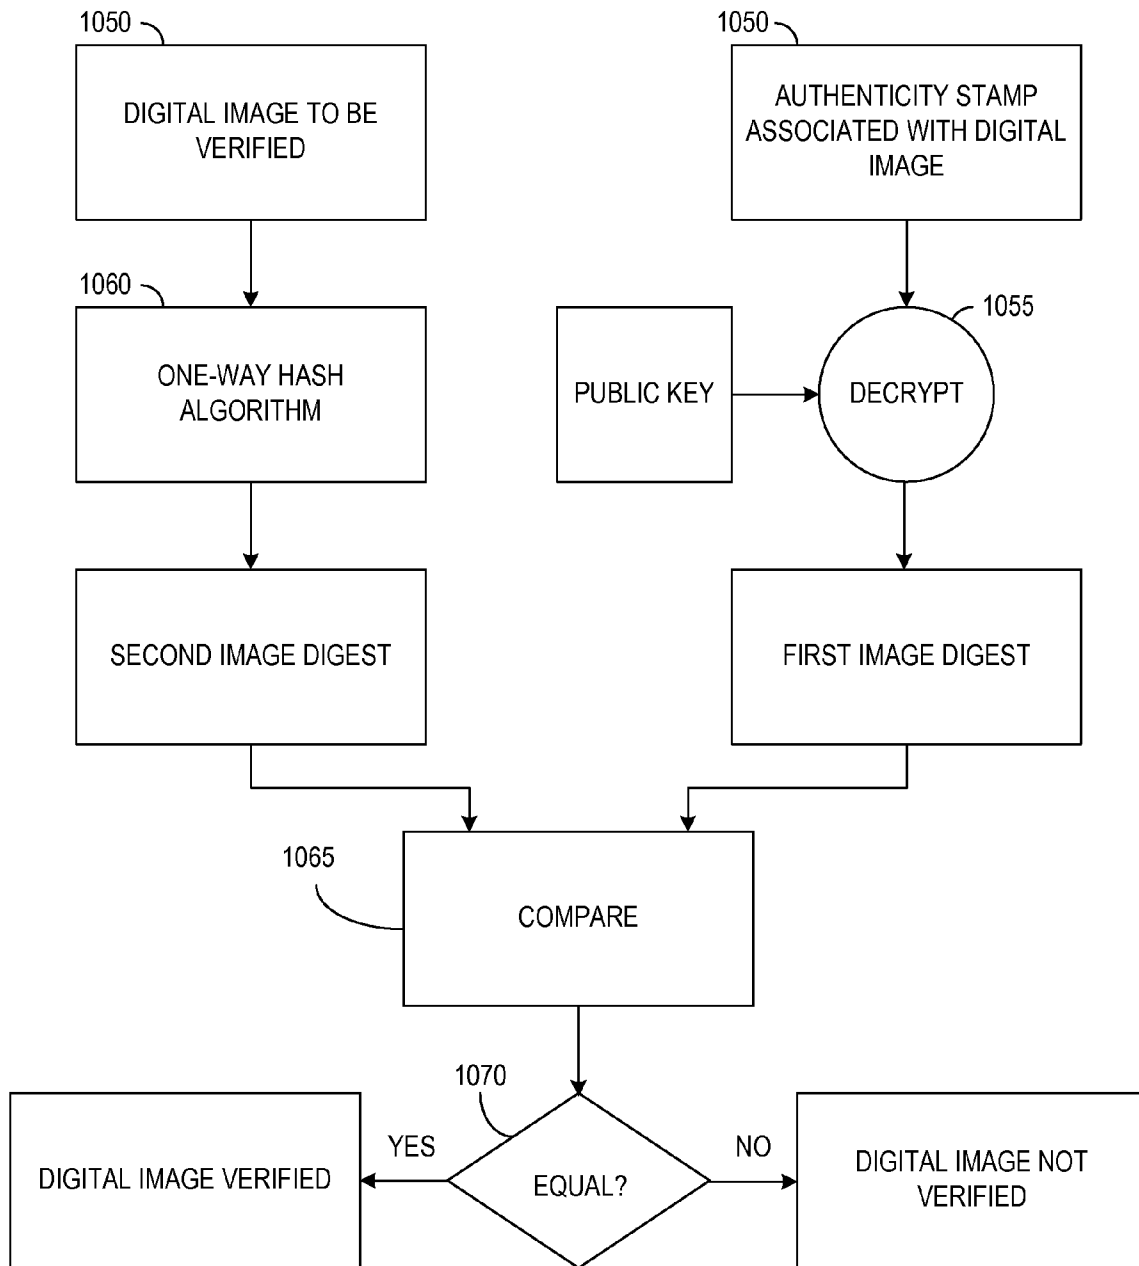 1050
DIGITAL IMAGE TO BE
VERIFIED
1050
AUTHENTICITY STAMP
ASSOCIATED WITH DIGITAL
IMAGE
1060
ONE-WAY HASH
ALGORITHM
PUBLIC KEY
1055
DECRYPT
SECOND IMAGE DIGEST
FIRST IMAGE DIGEST
1065
COMPARE
1070
YES
NO
DIGITAL IMAGE VERIFIED
EQUAL?
DIGITAL IMAGE NOT
VERIFIED